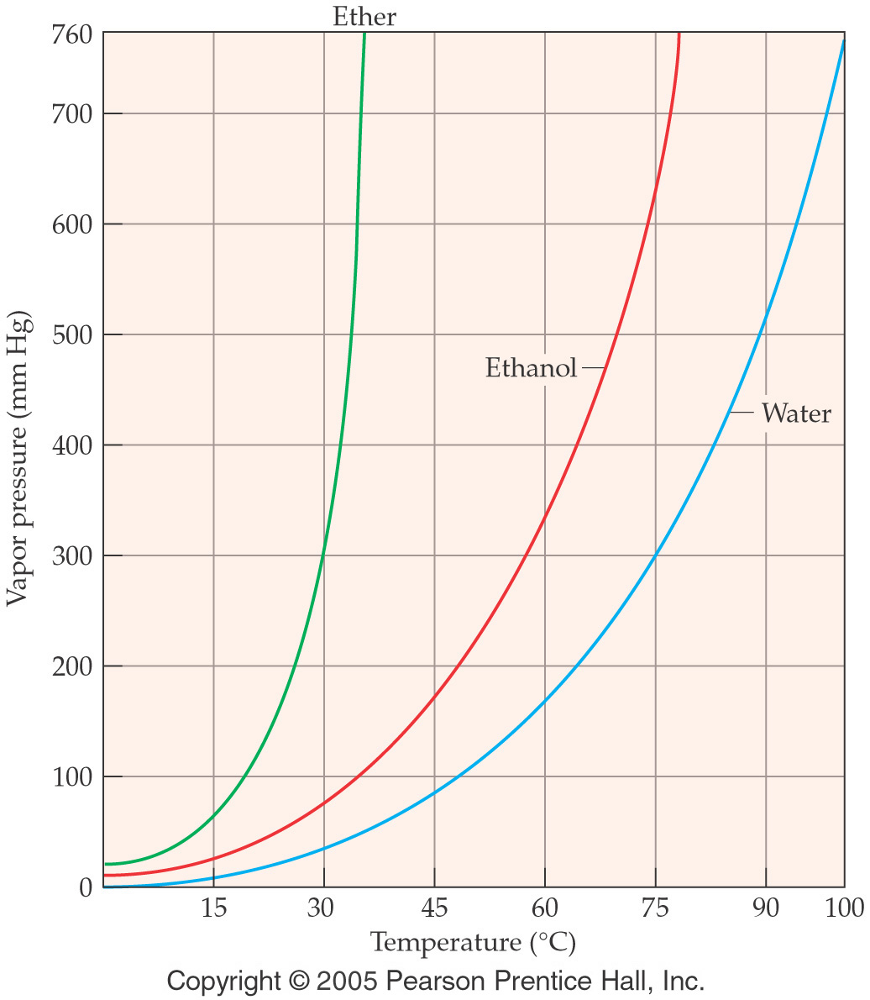 Ether
760
700
600
500
Ethanol
Water
400
300
200
100
0
15 30 45 60 75 90 100
Vapor pressure (mm Hg)
Temperature (°C)
Copyright © 2005 Pearson Prentice Hall, Inc.